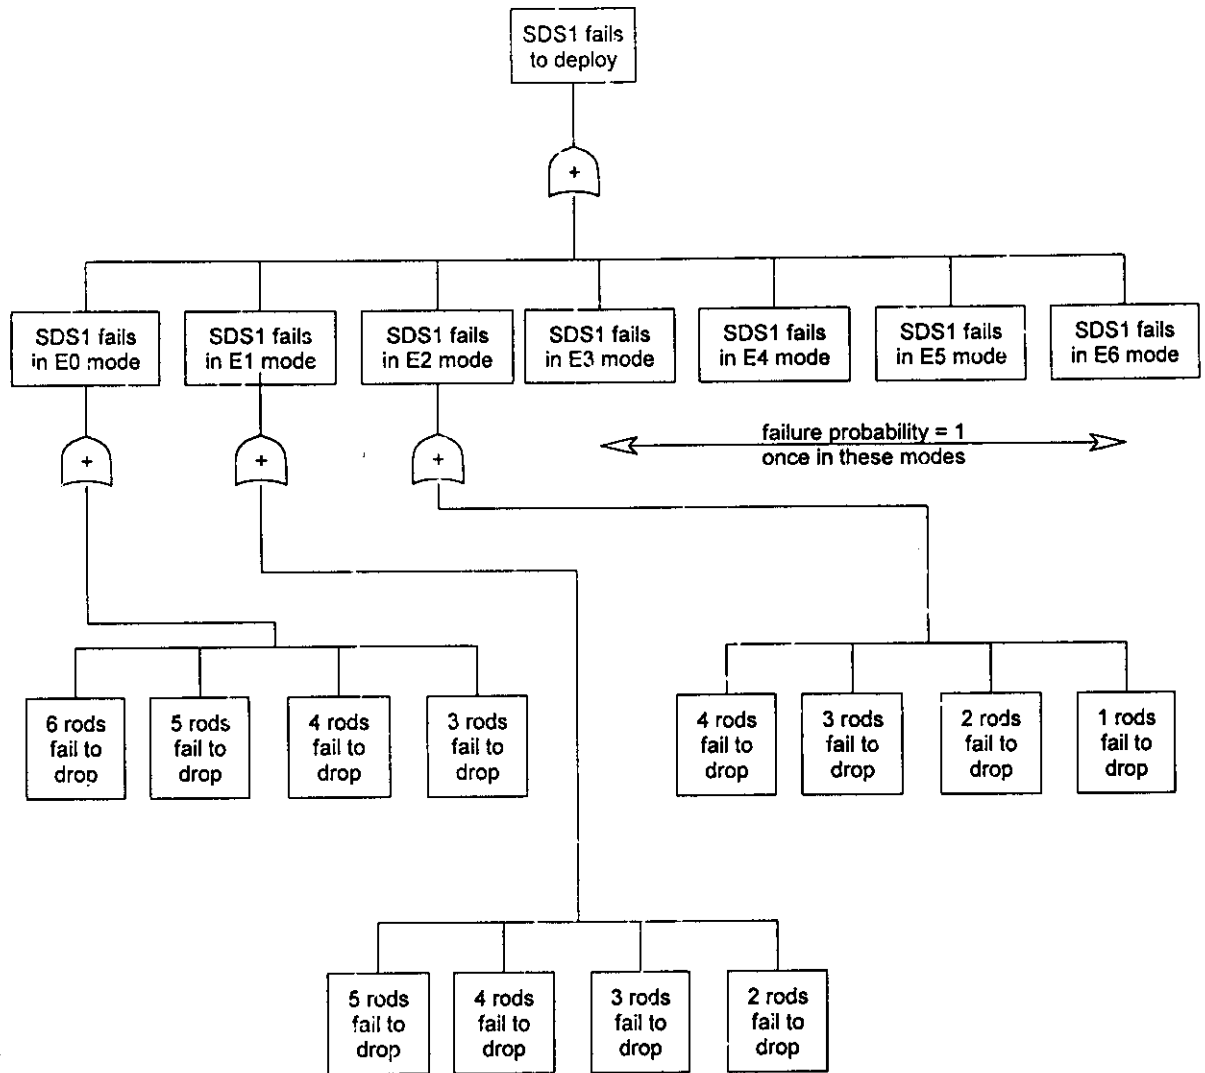 SDS1 fails
to deploy
+
SDS1 fails
in E0 mode
SDS1 fails
in E1 mode
SDS1 fails
in E2 mode
SDS1 fails
in E3 mode
SDS1 fails
in E4 mode
SDS1 fails
in E5 mode
SDS1 fails
in E6 mode
+
+
+
failure probability = 1
once in these modes
6 rods
fail to
drop
5 rods
fail to
drop
4 rods
fail to
drop
3 rods
fail to
drop
4 rods
fail to
drop
3 rods
fail to
drop
2 rods
fail to
drop
1 rods
fail to
drop
5 rods
fail to
drop
4 rods
fail to
drop
3 rods
fail to
drop
2 rods
fail to
drop